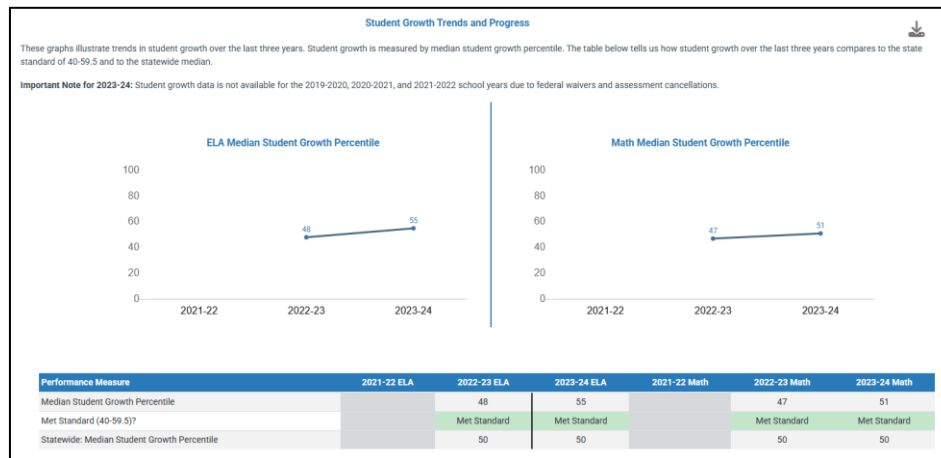 Student Growth Trends and Progress
These graphs illustrate trends in student growth over the last three years. Student growth is measured by median student growth percentile. The table below tells us how student growth over the last three years compares to the state
standard of 40-59.5 and to the statewide median.
Important Note for 2023-24: Student growth data is not available for the 2019-2020, 2020-2021, and 2021-2022 school years due to federal waivers and assessment cancellations.
ELA Median Student Growth Percentile
100
80
60
40
20
0
48
55
2021-22 2022-23 2023-24
Math Median Student Growth Percentile
100
80
60
40
20
0
47
51
2021-22 2022-23 2023-24
Performance Measure 2021-22 ELA 2022-23 ELA 2023-24 ELA 2021-22 Math 2022-23 Math 2023-24 Math
Median Student Growth Percentile 48 55 47 51
Met Standard (40-59.5)? Met Standard Met Standard Met Standard Met Standard
Statewide: Median Student Growth Percentile 50 50 50 50